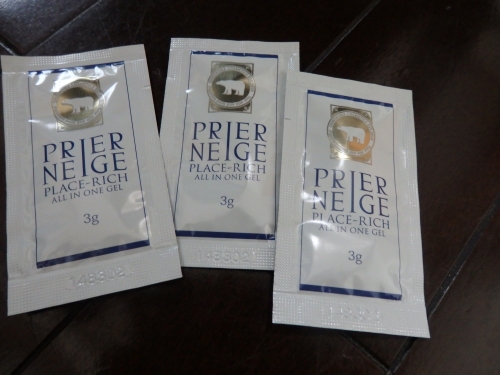 PRIER
NEIGE
PLACE-RICH
ALL IN ONE GEL
3g
PRIER
NEIGE
PLACE-RICH
ALL IN ONE GEL
3g
PRIER
NEIGE
PLACE-RICH
ALL IN ONE GEL
3g